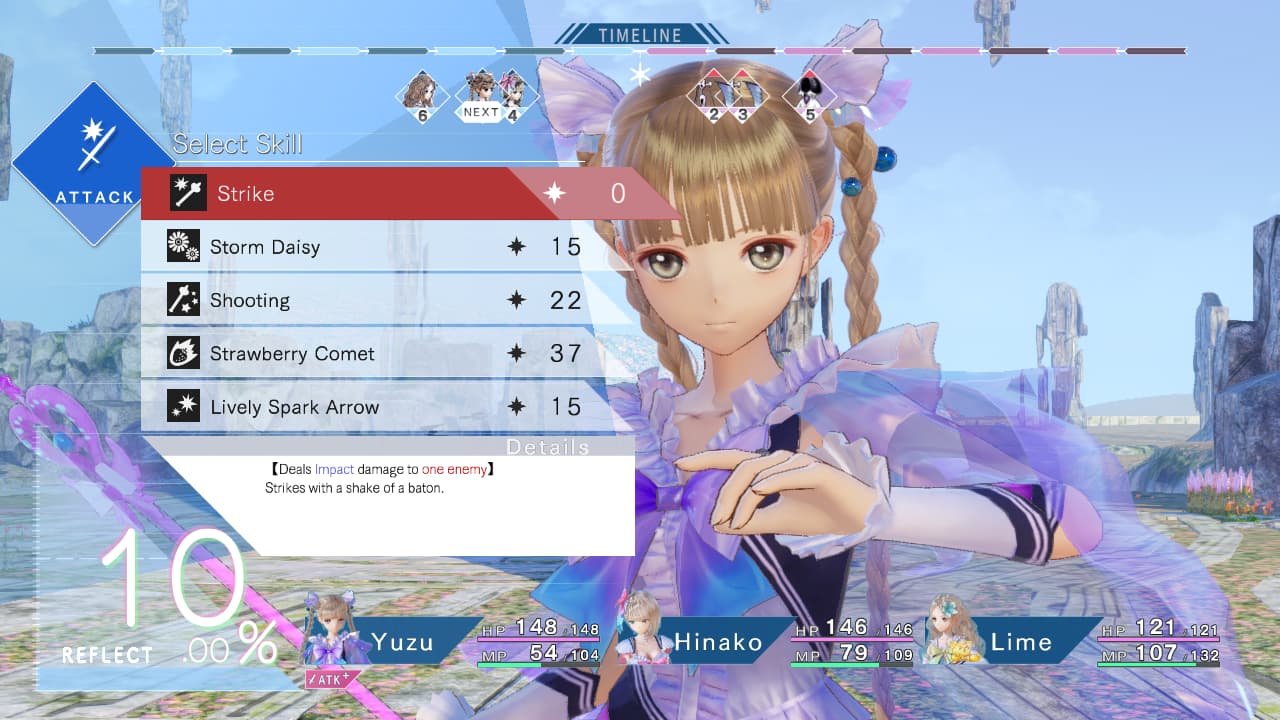 TIMELINE
6
NEXT
4
2
3
5
ATTACK
Select Skill
Strike 0
Storm Daisy 15
Shooting 22
Strawberry Comet 37
Lively Spark Arrow 15
Details
【Deals Impact damage to one enemy】
Strikes with a shake of a baton.
10.00%
REFLECT
Yuzu
HP 148/148
MP 54/104
ATK+
Hinako
HP 146/146
MP 79/109
Lime
HP 121/121
MP 107/132